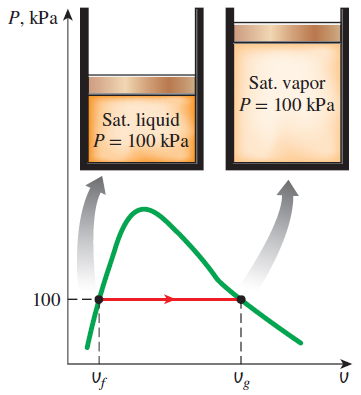 P, kPa
Sat. liquid
P = 100 kPa
Sat. vapor
P = 100 kPa
100
υf
υg
υ